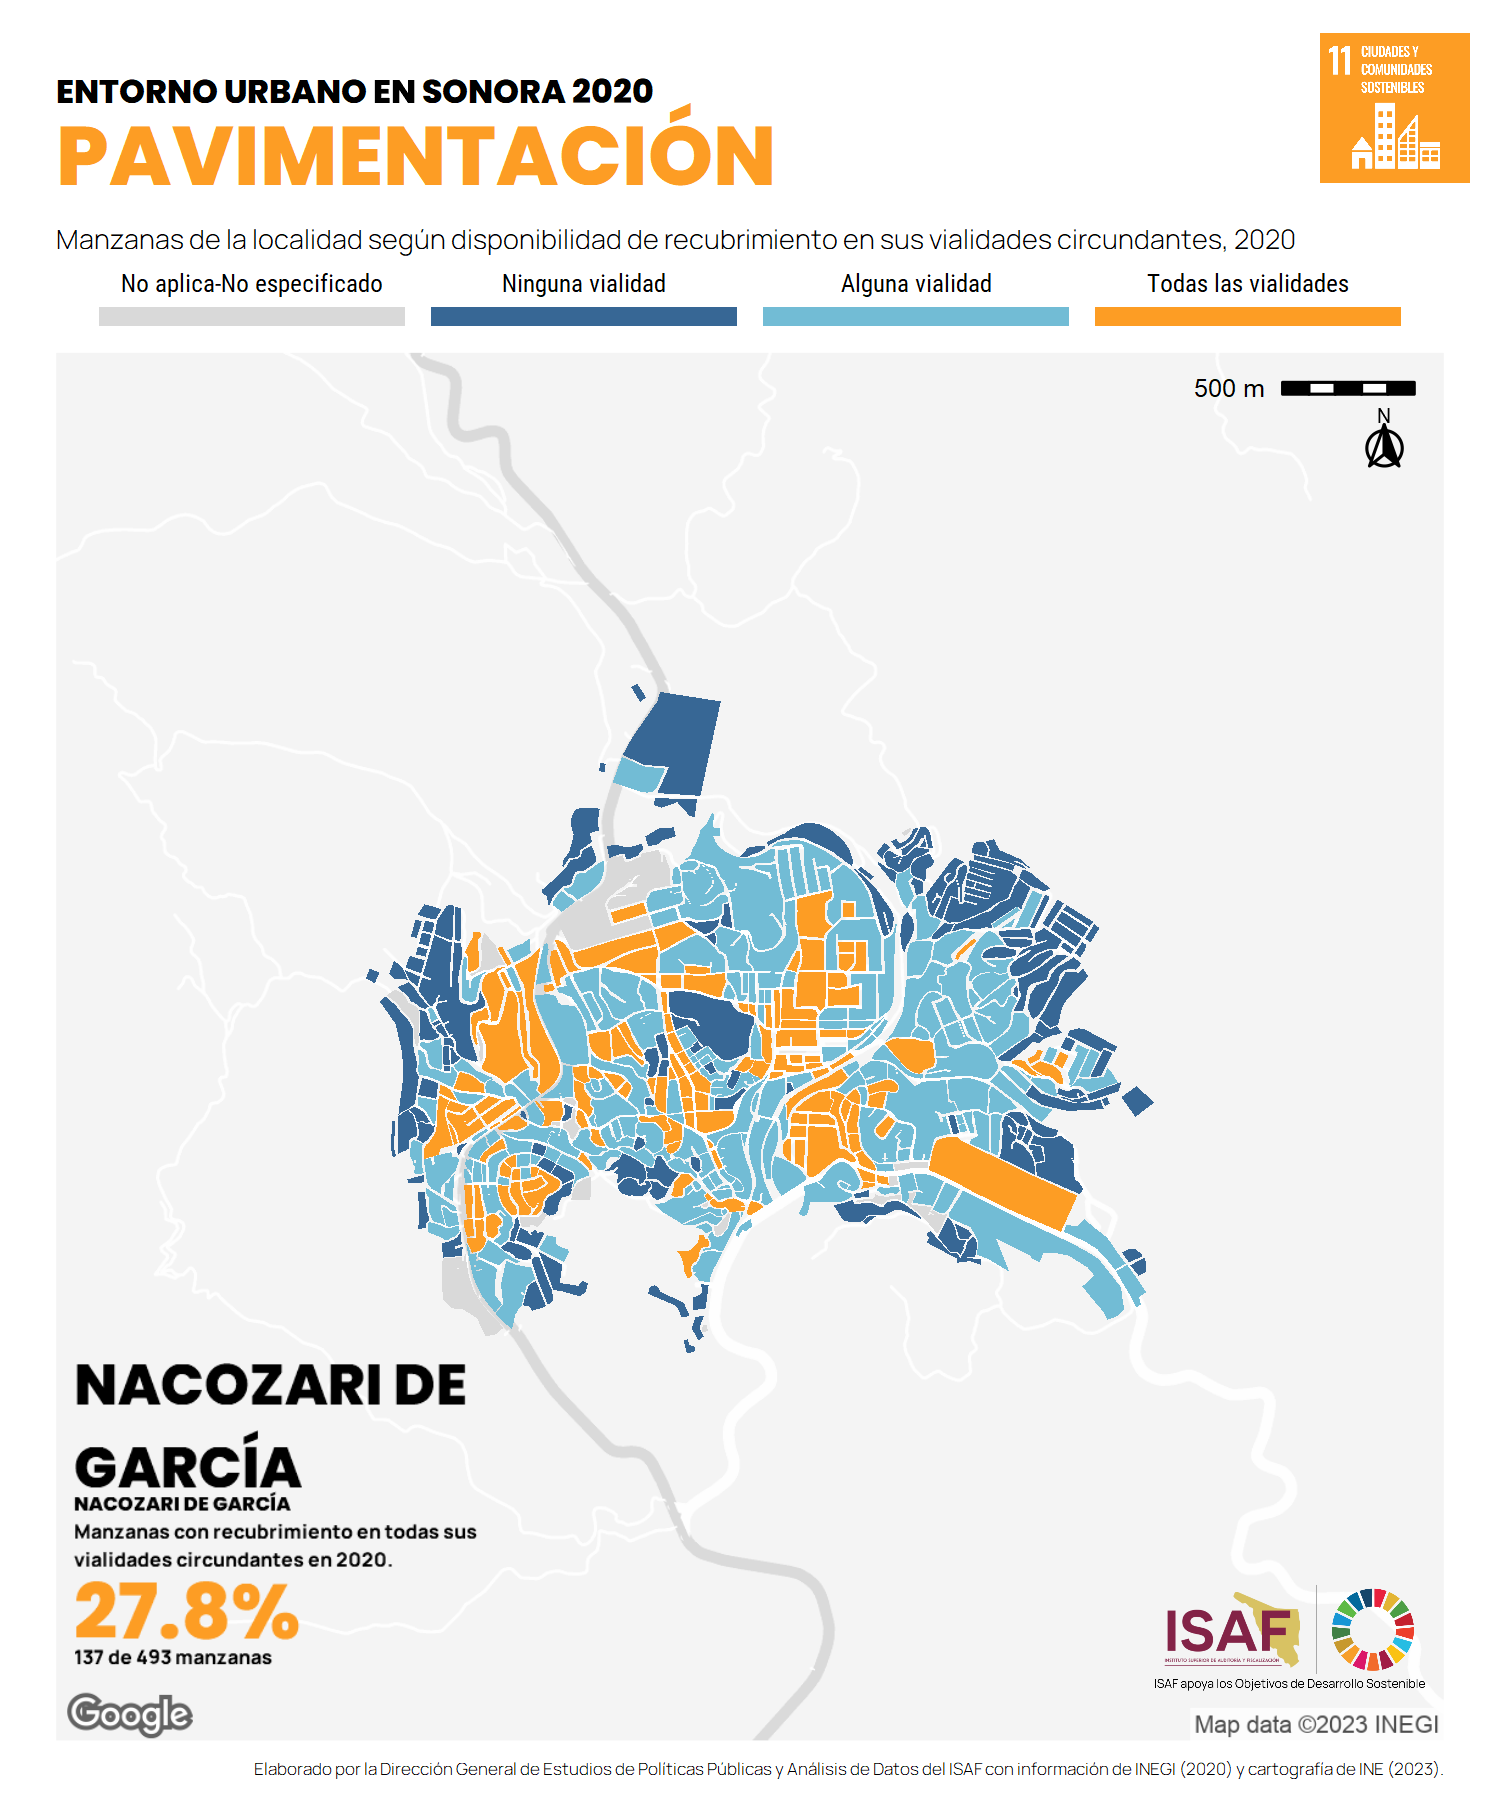 11 CIUDADES Y
COMUNIDADES
SOSTENIBLES
ENTORNO URBANO EN SONORA 2020
PAVIMENTACIÓN
Manzanas de la localidad según disponibilidad de recubrimiento en sus vialidades circundantes, 2020
No aplica-No especificado Ninguna vialidad Alguna vialidad Todas las vialidades
500 m
N
NACOZARI DE
GARCÍA
NACOZARI DE GARCÍA
Manzanas con recubrimiento en todas sus
vialidades circundantes en 2020.
27.8%
137 de 493 manzanas
Google
ISAF
INSTITUTO SUPERIOR DE AUDITORÍA Y FISCALIZACIÓN
ISAF apoya los Objetivos de Desarrollo Sostenible
Map data ©2023 INEGI
Elaborado por la Dirección General de Estudios de Políticas Públicas y Análisis de Datos del ISAF con información de INEGI (2020) y cartografía de INE (2023).